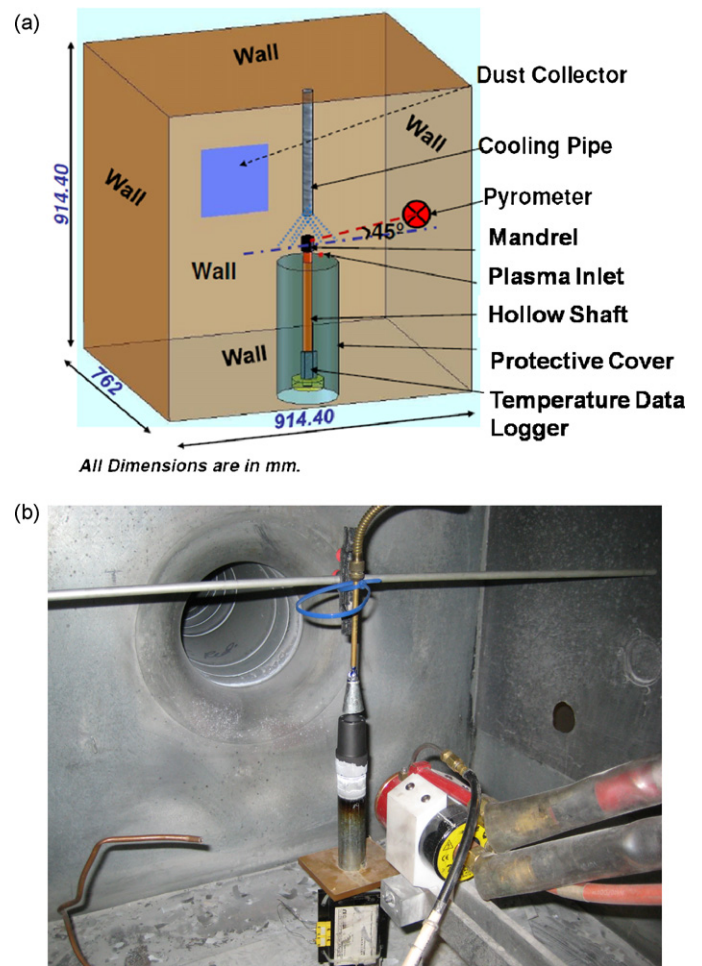 (a)
Wall
Dust Collector
Wall
Cooling Pipe
Wall
914.40
Pyrometer
45º
Mandrel
Wall
Plasma Inlet
Hollow Shaft
Wall
Protective Cover
762
Temperature Data
Logger
914.40
All Dimensions are in mm.
(b)